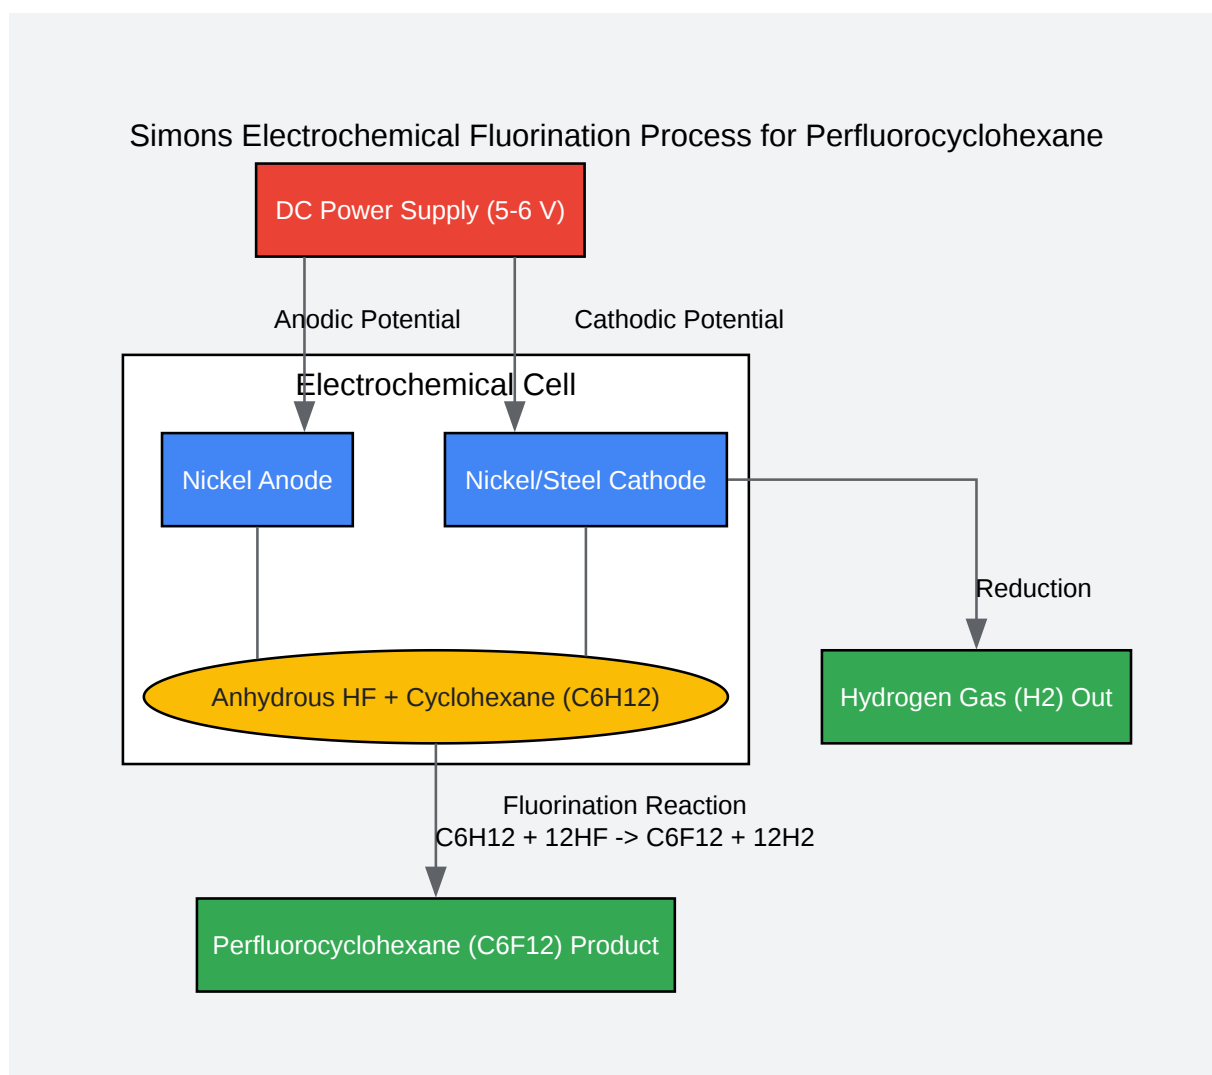 Simons Electrochemical Fluorination Process for Perfluorocyclohexane
DC Power Supply (5-6 V)
Anodic Potential
Cathodic Potential
Electrochemical Cell
Nickel Anode
Nickel/Steel Cathode
Reduction
Anhydrous HF + Cyclohexane (C6H12)
Hydrogen Gas (H2) Out
Fluorination Reaction
C6H12 + 12HF -> C6F12 + 12H2
Perfluorocyclohexane (C6F12) Product